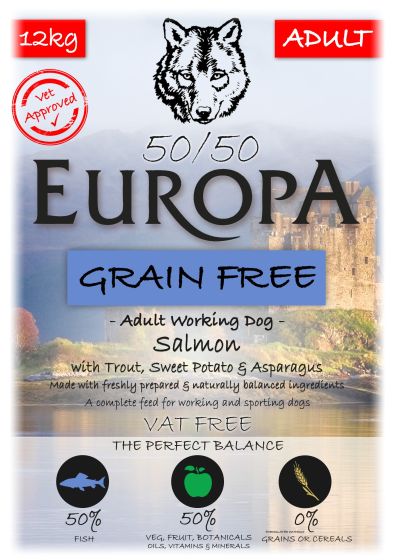 12kg
ADULT
Vet
Approved
50/50
EUROPA
GRAIN FREE
- Adult Working Dog -
Salmon
with Trout, Sweet Potato & Asparagus
Made with freshly prepared & naturally balanced ingredients
A complete feed for working and sporting dogs
VAT FREE
THE PERFECT BALANCE
50%
FISH
50%
VEG, FRUIT, BOTANICALS
OILS, VITAMINS & MINERALS
0%
GRAINS OR CEREALS